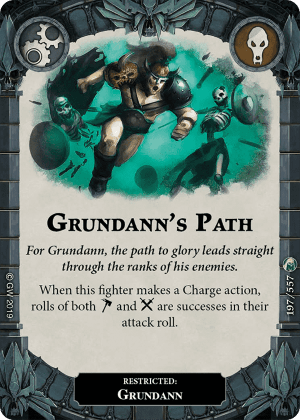 GRUNDANN'S PATH
For Grundann, the path to glory leads straight
through the ranks of his enemies.
When this fighter makes a Charge action,
rolls of both and are successes in their
attack roll.
© GW 2019
197/557
RESTRICTED:
GRUNDANN